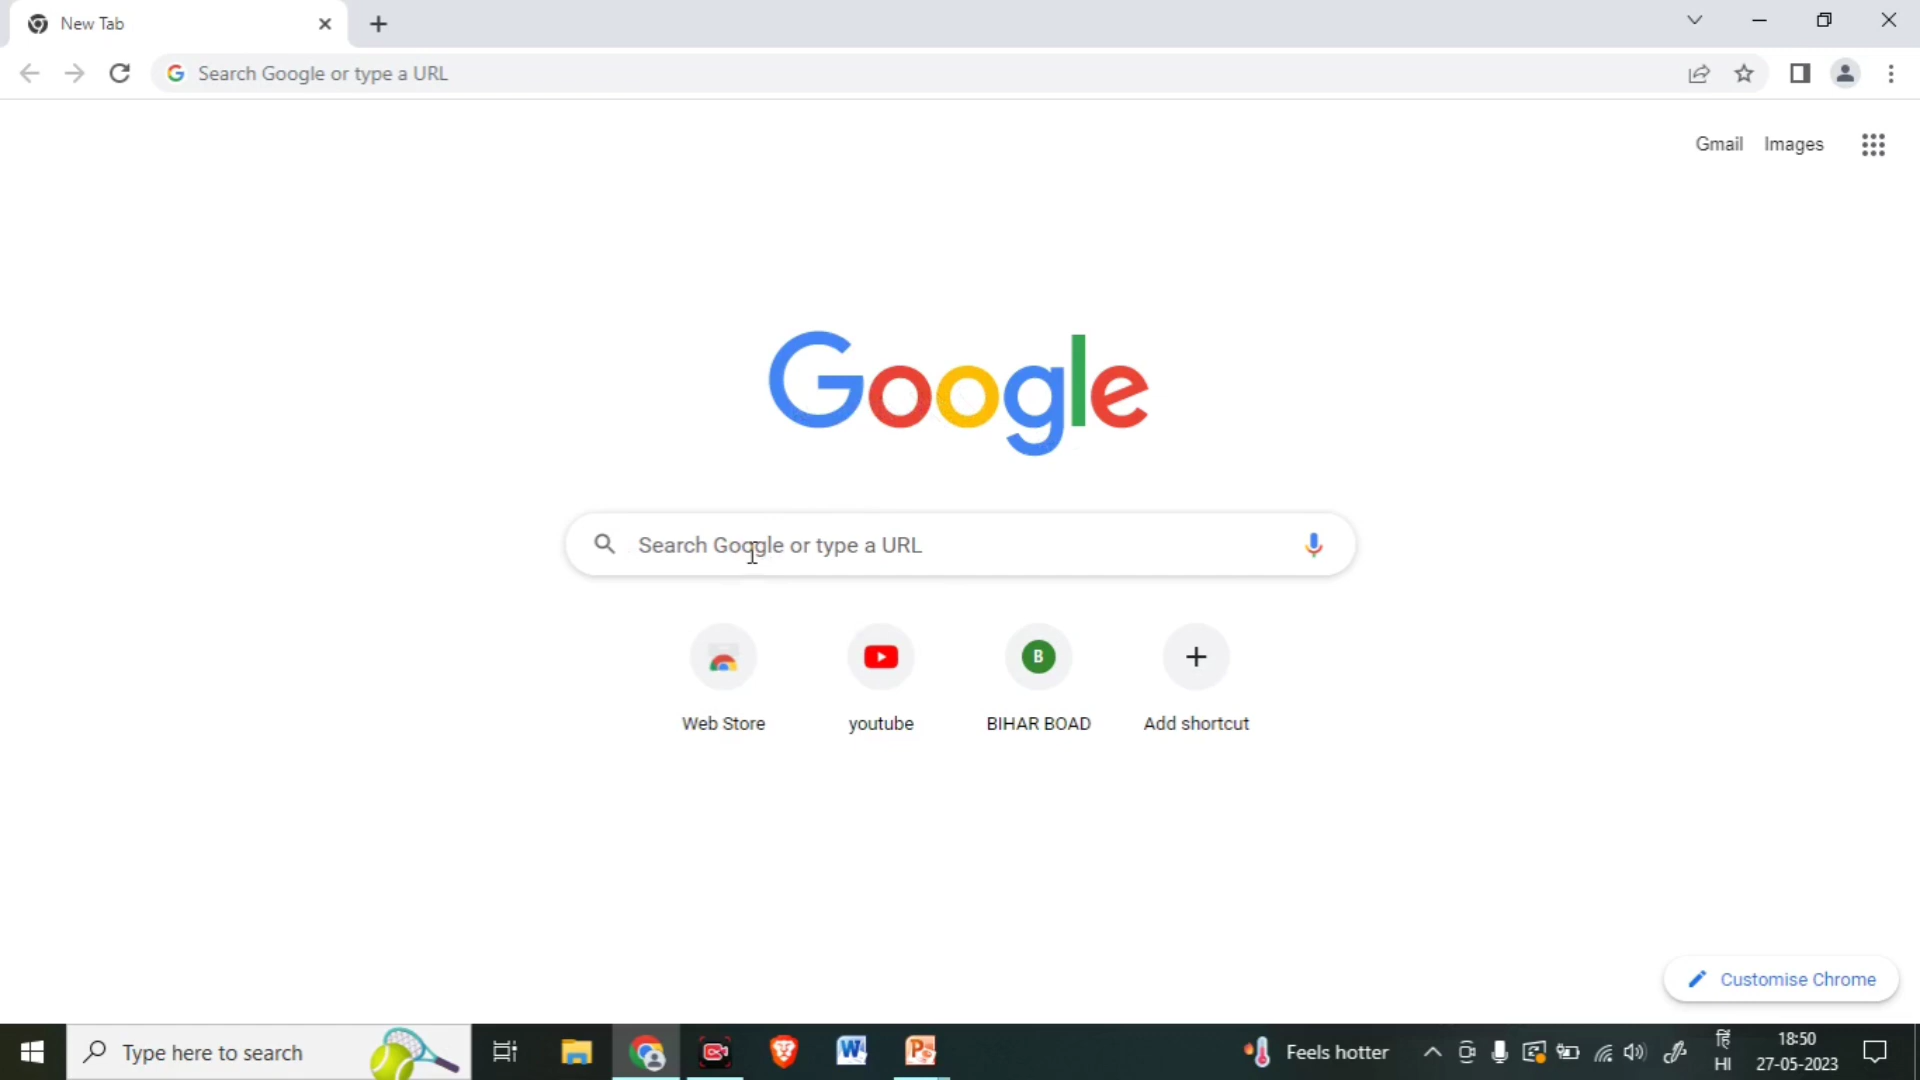 New Tab
Search Google or type a URL
Gmail Images
Google
Search Google or type a URL
B
Web Store youtube BIHAR BOAD Add shortcut
Customise Chrome
Type here to search
Feels hotter
हिं
HI
18:50
27-05-2023